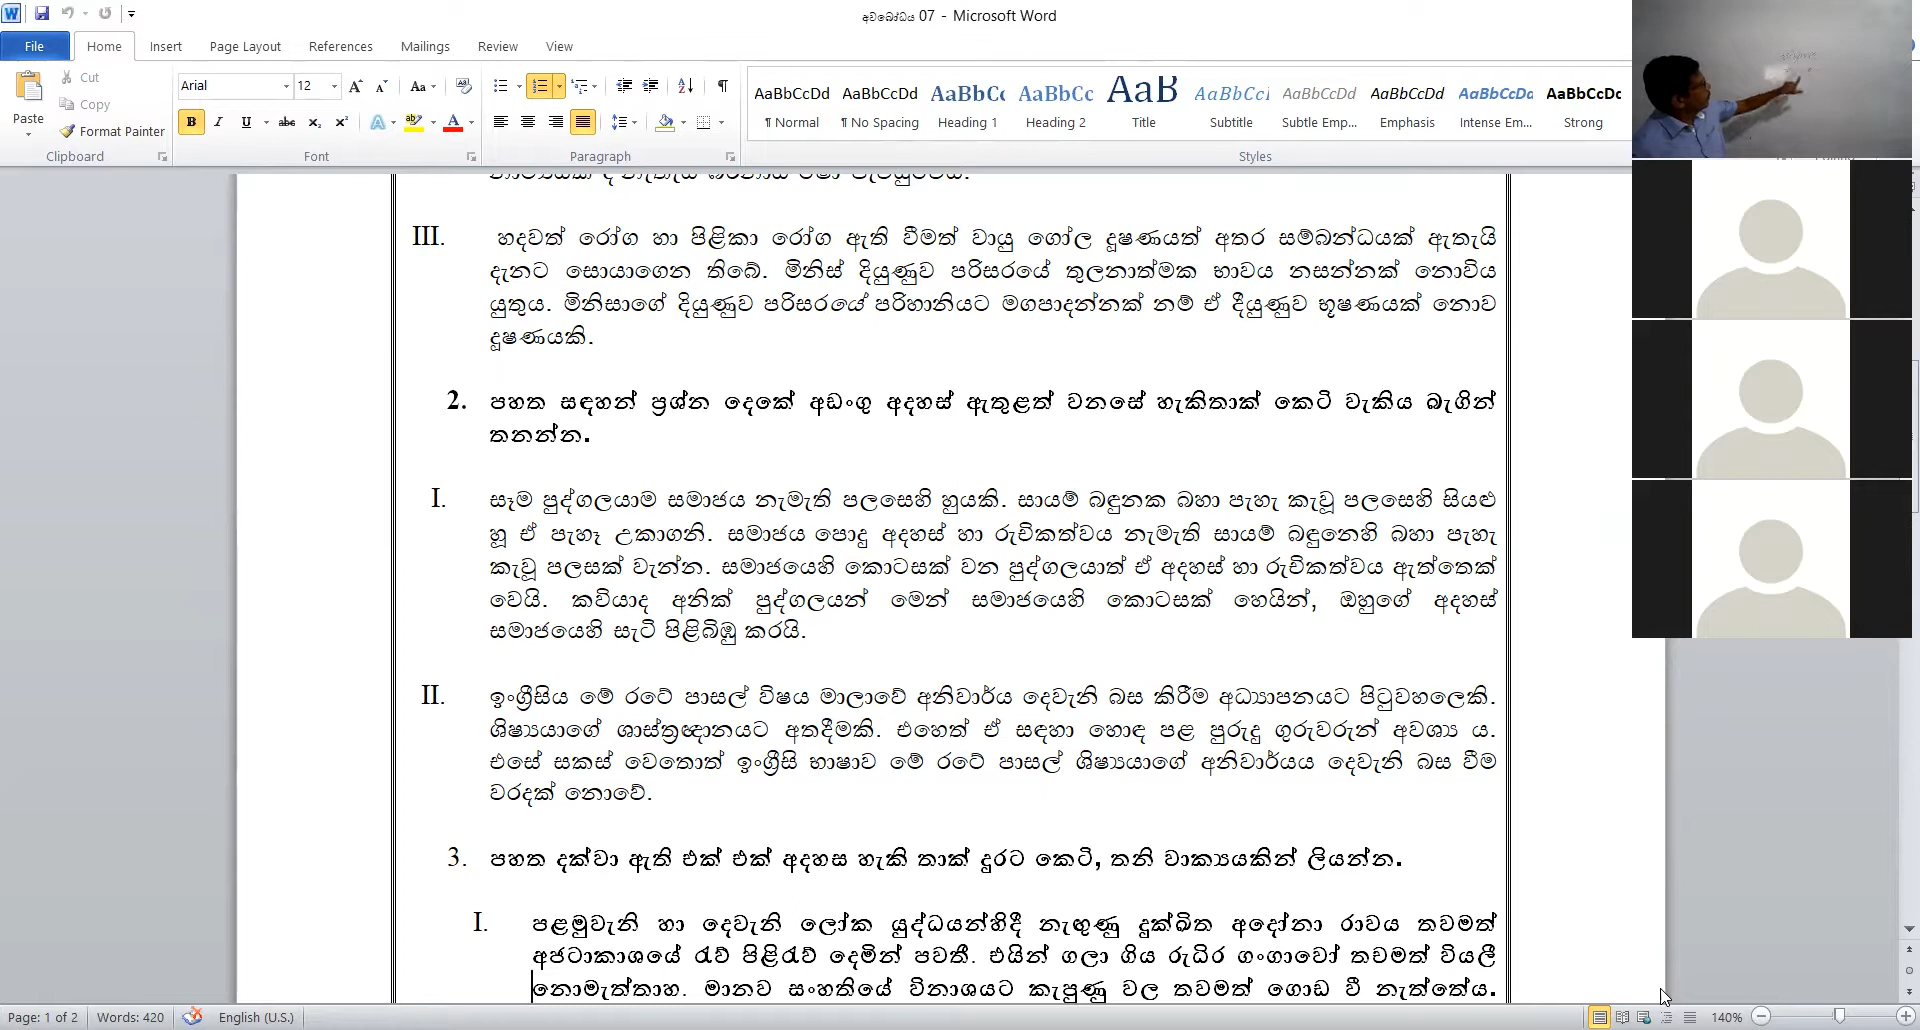 අවබෝධය 07 - Microsoft Word
File Home Insert Page Layout References Mailings Review View
Paste
Cut
Copy
Format Painter
Clipboard
Arial 12
Font
Paragraph
AaBbCcDd AaBbCcDd AaBbCc AaBbCc AaB AaBbCcI AaBbCcDd AaBbCcDd AaBbCcDd AaBbCcDd
¶ Normal ¶ No Spacing Heading 1 Heading 2 Title Subtitle Subtle Emp... Emphasis Intense Em... Strong
Styles
III. හදවත් රෝග හා පිළිකා රෝග ඇති වීමත් වායු ගෝල දූෂණයත් අතර සම්බන්ධයක් ඇතැයි
දැනට සොයාගෙන තිබේ. මිනිස් දියුණුව පරිසරයේ තුලනාත්මක භාවය නසන්නක් නොවිය
යුතුය. මිනිසාගේ දියුණුව පරිසරයේ පරිහානියට මගපාදන්නක් නම් ඒ දීයුණුව භූෂණයක් නොව
දූෂණයකි.
2. පහත සඳහන් ප්‍රශ්න දෙකේ අඩංගු අදහස් ඇතුළත් වනසේ හැකිතාක් කෙටි වැකිය බැගින්
තනන්න.
I. සෑම පුද්ගලයාම සමාජය නැමැති පලසෙහි හුයකි. සායම් බඳුනක බහා පැහැ කැවූ පලසෙහි සියළු
හූ ඒ පැහැ උකාගනි. සමාජය පොදු අදහස් හා රුචිකත්වය නැමැති සායම් බඳුනෙහි බහා පැහැ
කැවූ පලසක් වැන්න. සමාජයෙහි කොටසක් වන පුද්ගලයාත් ඒ අදහස් හා රුචිකත්වය ඇත්තෙක්
වෙයි. කවියාද අනික් පුද්ගලයන් මෙන් සමාජයෙහි කොටසක් හෙයින්, ඔහුගේ අදහස්
සමාජයෙහි සැටි පිළිබිඹු කරයි.
II. ඉංග්‍රීසිය මේ රටේ පාසල් විෂය මාලාවේ අනිවාර්ය දෙවැනි බස කිරීම අධ්‍යාපනයට පිටුවහලෙකි.
ශිෂ්‍යයාගේ ශාස්ත්‍රඥානයට අතදීමකි. එහෙත් ඒ සඳහා හොඳ පළ පුරුදු ගුරුවරුන් අවශ්‍ය ය.
එසේ සකස් වෙතොත් ඉංග්‍රීසි භාෂාව මේ රටේ පාසල් ශිෂ්‍යයාගේ අනිවාර්යය දෙවැනි බස වීම
වරදක් නොවේ.
3. පහත දක්වා ඇති එක් එක් අදහස හැකි තාක් දුරට කෙටි, තනි වාක්‍යයකින් ලියන්න.
I. පළමුවැනි හා දෙවැනි ලෝක යුද්ධයන්හිදී නැඟුණු දුක්ඛිත අදෝනා රාවය තවමත්
අජටාකාශයේ රැව් පිළිරැව් දෙමින් පවතී. එයින් ගලා ගිය රුධිර ගංගාවෝ තවමත් වියලී
නොමැත්තාහ. මානව සංහතියේ විනාශයට කැපුණු වල තවමත් ගොඩ වී නැත්තේය.
Page: 1 of 2 Words: 420 English (U.S.) 140%